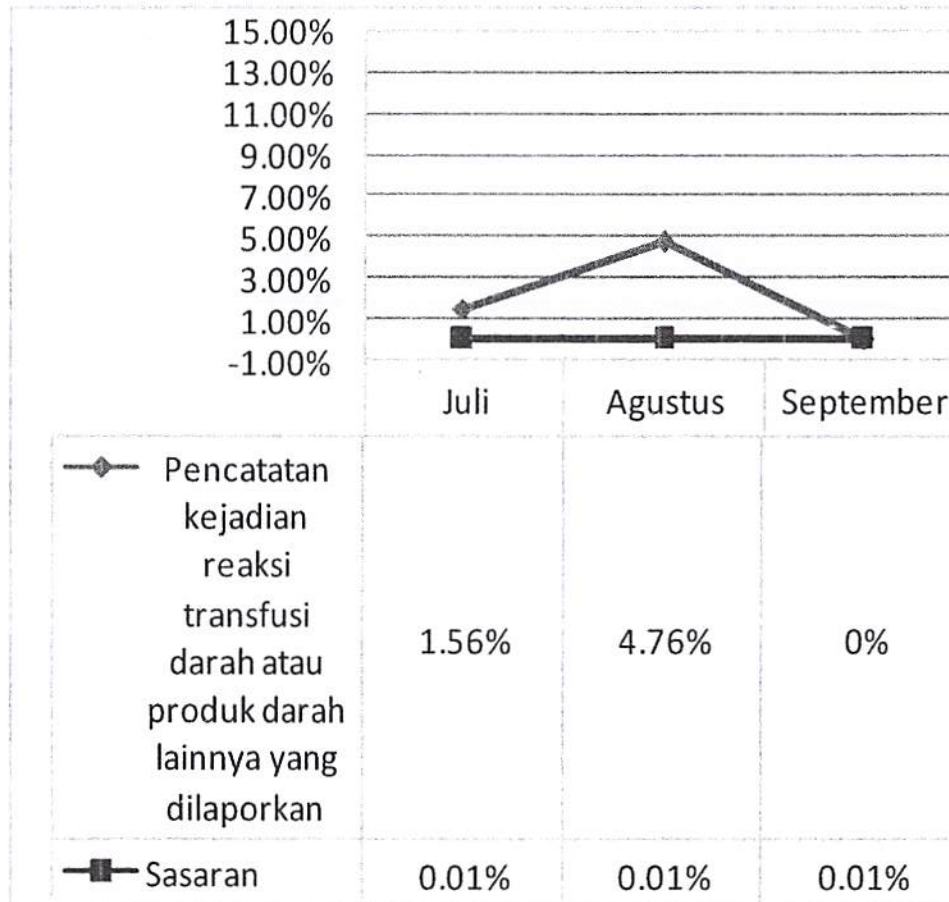 15.00%
13.00%
11.00%
9.00%
7.00%
5.00%
3.00%
1.00%
-1.00%
Juli Agustus September
Pencatatan
kejadian
reaksi
transfusi
darah atau
produk darah
lainnya yang
dilaporkan
1.56% 4.76% 0%
Sasaran 0.01% 0.01% 0.01%